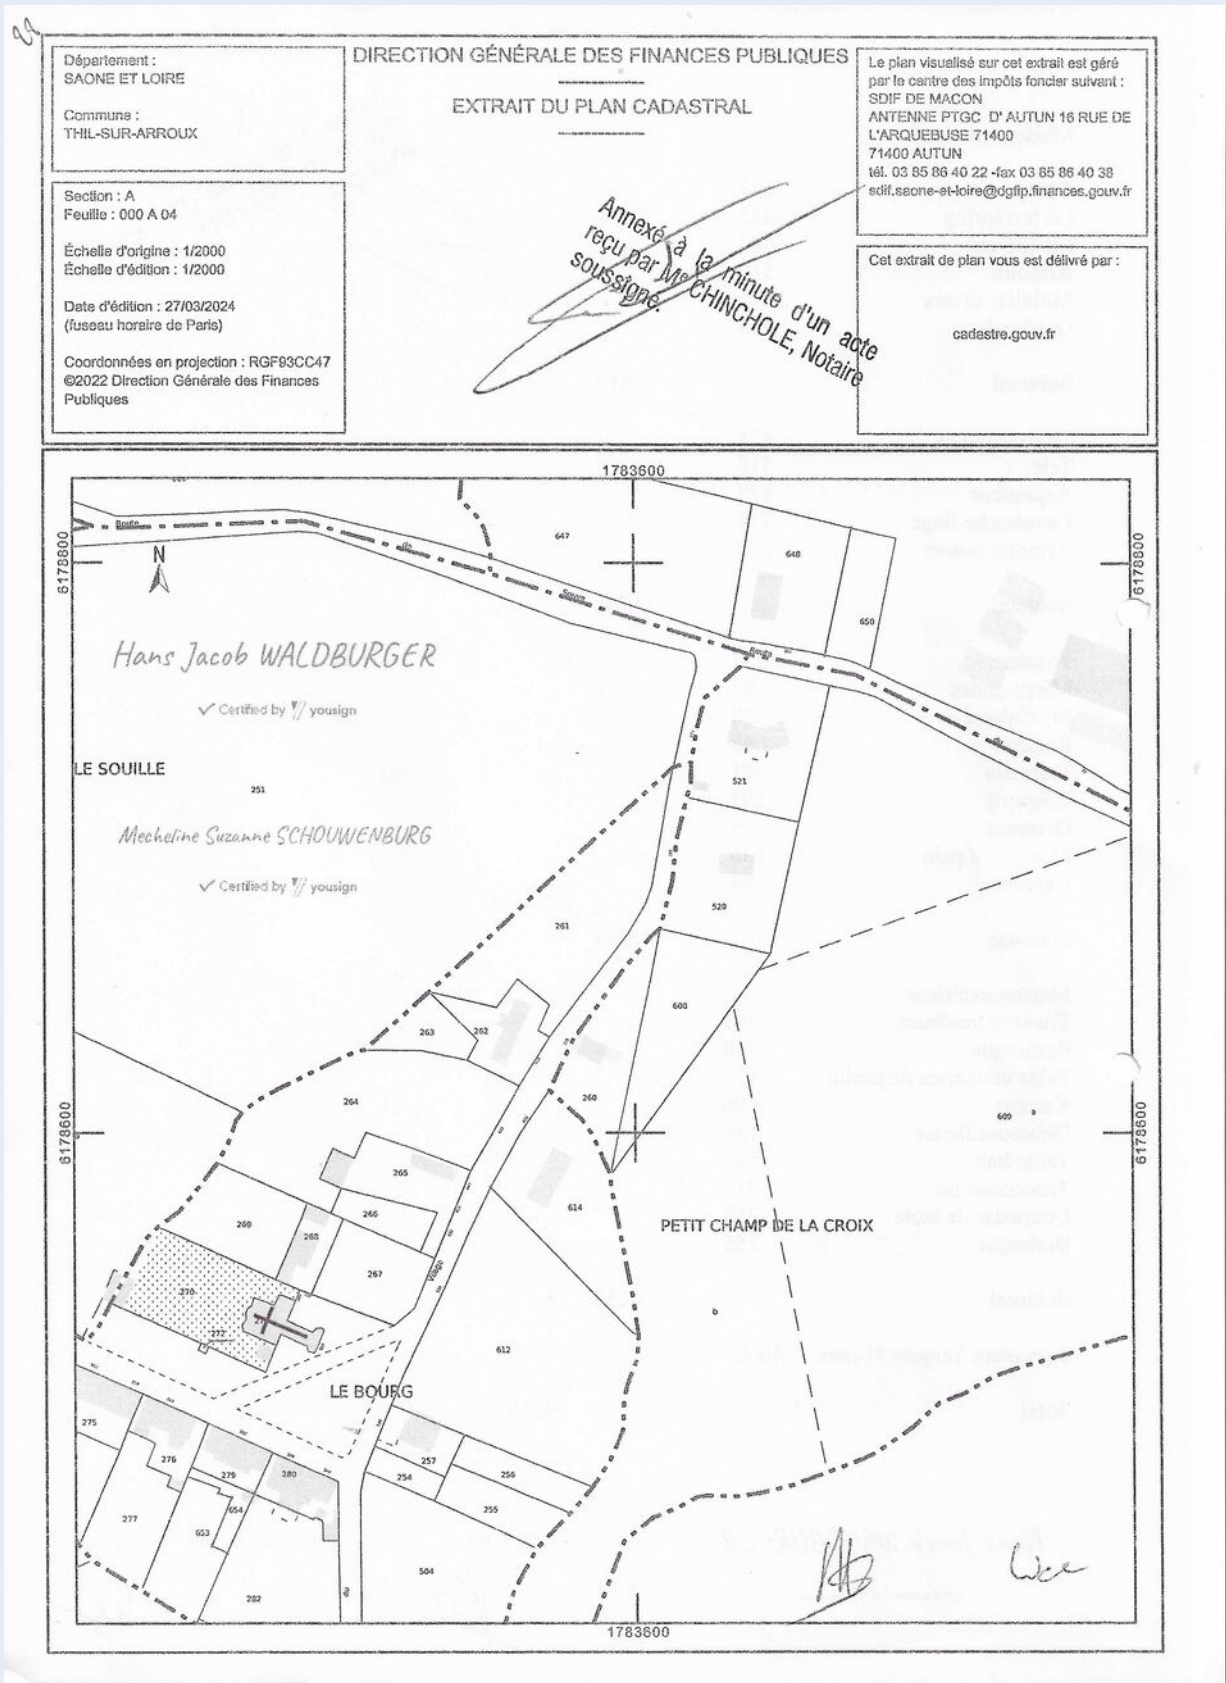 Département :
SAONE ET LOIRE
Commune :
THIL-SUR-ARROUX
Section : A
Feuille : 000 A 04
Échelle d'origine : 1/2000
Échelle d'édition : 1/2000
Date d'édition : 27/03/2024
(fuseau horaire de Paris)
Coordonnées en projection : RGF93CC47
©2022 Direction Générale des Finances
Publiques
DIRECTION GÉNÉRALE DES FINANCES PUBLIQUES
EXTRAIT DU PLAN CADASTRAL
Annexé à la minute d'un acte
reçu par Me CHINCHOLE, Notaire
soussigné.
Le plan visualisé sur cet extrait est géré
par le centre des impôts foncier suivant :
SDIF DE MACON
ANTENNE PTGC D' AUTUN 16 RUE DE
L'ARQUEBUSE 71400
71400 AUTUN
tél. 03 85 86 40 22 -fax 03 85 86 40 38
sdif.saone-et-loire@dgfip.finances.gouv.fr
Cet extrait de plan vous est délivré par :
cadastre.gouv.fr
1783600
Route
647
6178800
6178800
N
du
648
Souvre
650
Route
Hans Jacob WALDBURGER
✓ Certified by yousign
du
LE SOUILLE
251
521
Mecheline Suzanne SCHOUWENBURG
✓ Certified by yousign
520
261
608
263
262
264
260
609
6178600
6178600
265
266
614
PETIT CHAMP DE LA CROIX
269
268
267
Village
270
272
612
LE BOURG
275
276
279
280
257
256
254
255
277
654
653
504
282
1783600